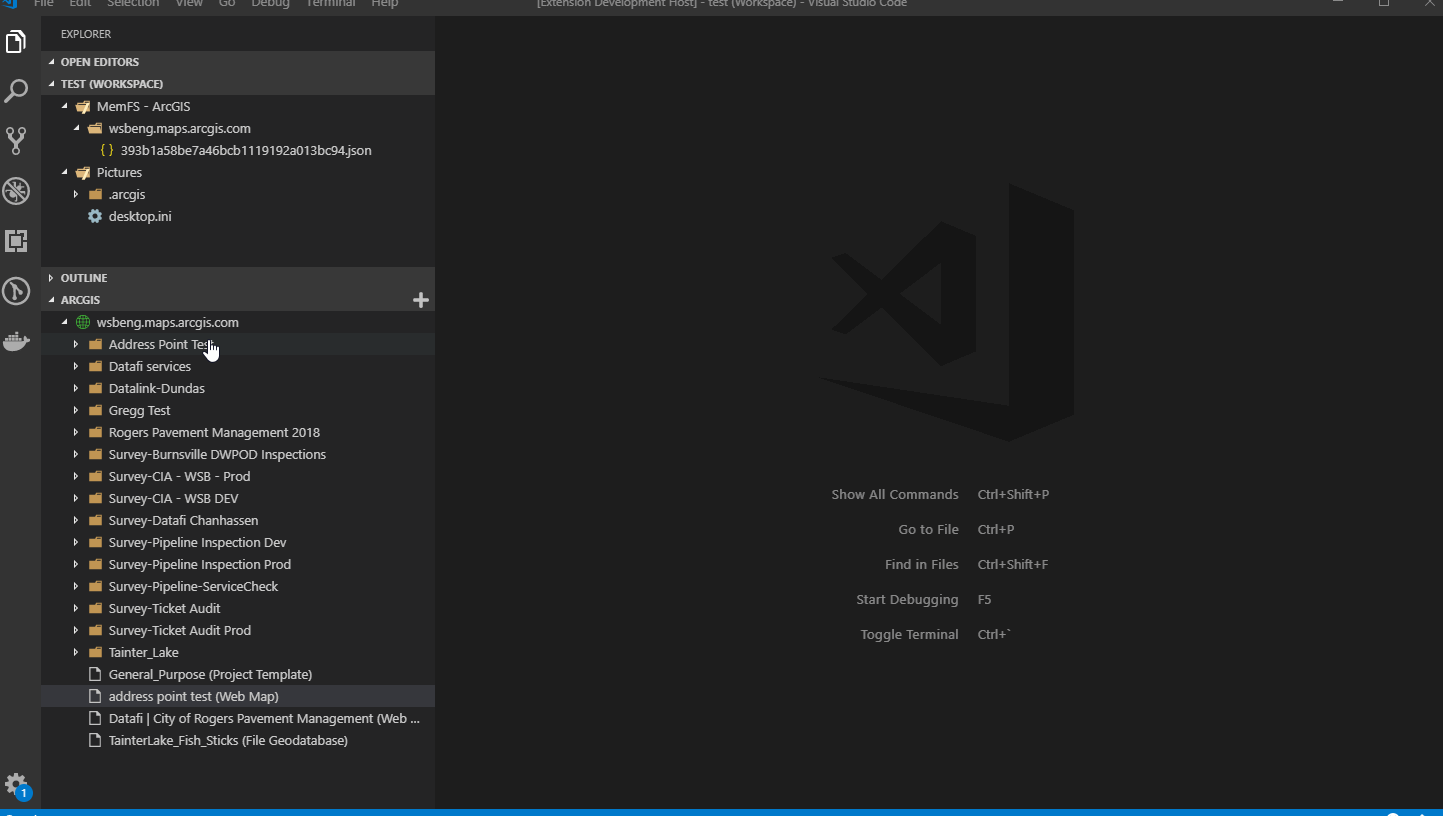 File Edit Selection View Go Debug Terminal Help [Extension Development Host] - test (Workspace) - Visual Studio Code
EXPLORER
OPEN EDITORS
TEST (WORKSPACE)
MemFS - ArcGIS
wsbeng.maps.arcgis.com
{ } 393b1a58be7a46bcb1119192a013bc94.json
Pictures
.arcgis
desktop.ini
OUTLINE
ARCGIS
wsbeng.maps.arcgis.com
Address Point Test
Datafi services
Datalink-Dundas
Gregg Test
Rogers Pavement Management 2018
Survey-Burnsville DWPOD Inspections
Survey-CIA - WSB - Prod
Survey-CIA - WSB DEV
Survey-Datafi Chanhassen
Survey-Pipeline Inspection Dev
Survey-Pipeline Inspection Prod
Survey-Pipeline-ServiceCheck
Survey-Ticket Audit
Survey-Ticket Audit Prod
Tainter_Lake
General_Purpose (Project Template)
address point test (Web Map)
Datafi | City of Rogers Pavement Management (Web ...
TainterLake_Fish_Sticks (File Geodatabase)
1
Show All Commands Ctrl+Shift+P
Go to File Ctrl+P
Find in Files Ctrl+Shift+F
Start Debugging F5
Toggle Terminal Ctrl+`